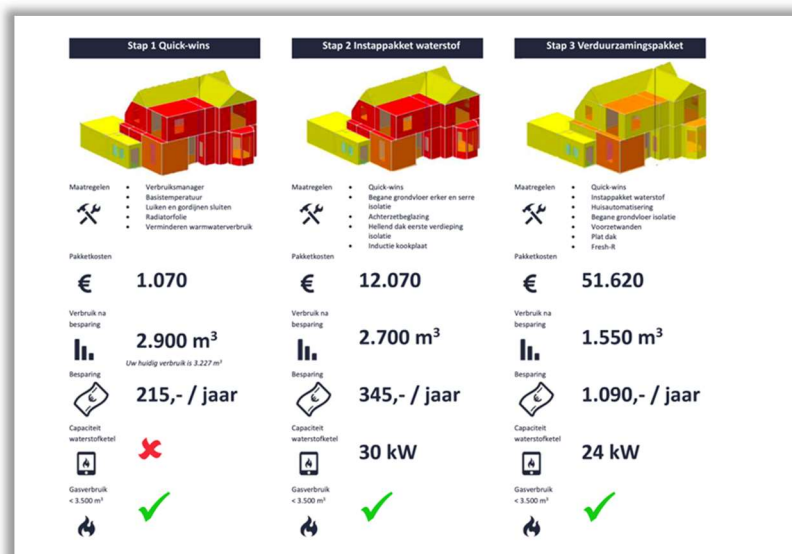 Stap 1 Quick-wins
Maatregelen
• Verbruiksmanager
• Basistemperatuur
• Luiken en gordijnen sluiten
• Radiatorfolie
• Verminderen warmwaterverbruik
Pakketkosten
€ 1.070
Verbruik na
besparing
2.900 m³
Uw huidig verbruik is 3.227 m³
Besparing
215,- / jaar
Capaciteit
waterstofketel
Gasverbruik
< 3.500 m³
Stap 2 Instappakket waterstof
Maatregelen
• Quick-wins
• Begane grondvloer erker en serre
isolatie
• Achterzetbeglazing
• Hellend dak eerste verdieping
isolatie
• Inductie kookplaat
Pakketkosten
€ 12.070
Verbruik na
besparing
2.700 m³
Besparing
345,- / jaar
Capaciteit
waterstofketel
30 kW
Gasverbruik
< 3.500 m³
Stap 3 Verduurzamingspakket
Maatregelen
• Quick-wins
• Instappakket waterstof
• Huisautomatisering
• Begane grondvloer isolatie
• Voorzetwanden
• Plat dak
• Fresh-R
Pakketkosten
€ 51.620
Verbruik na
besparing
1.550 m³
Besparing
1.090,- / jaar
Capaciteit
waterstofketel
24 kW
Gasverbruik
< 3.500 m³